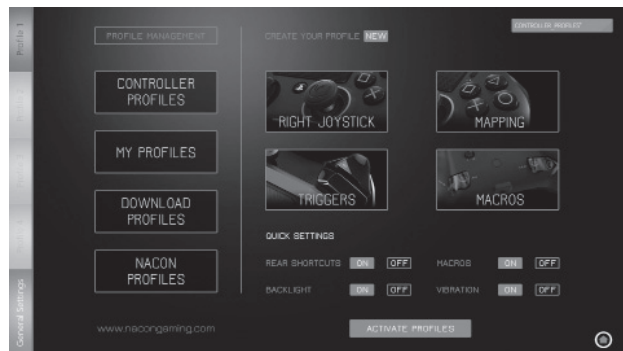 Profile 1
General Settings
PROFILE MANAGEMENT
CONTROLLER
PROFILES
MY PROFILES
DOWNLOAD
PROFILES
NACON
PROFILES
www.nacongaming.com
CREATE YOUR PROFILE NEW
CONTROLLER PROFILES
RIGHT JOYSTICK
MAPPING
TRIGGERS
MACROS
QUICK SETTINGS
REAR SHORTCUTS ON OFF
MACROS ON OFF
BACKLIGHT ON OFF
VIBRATION ON OFF
ACTIVATE PROFILES